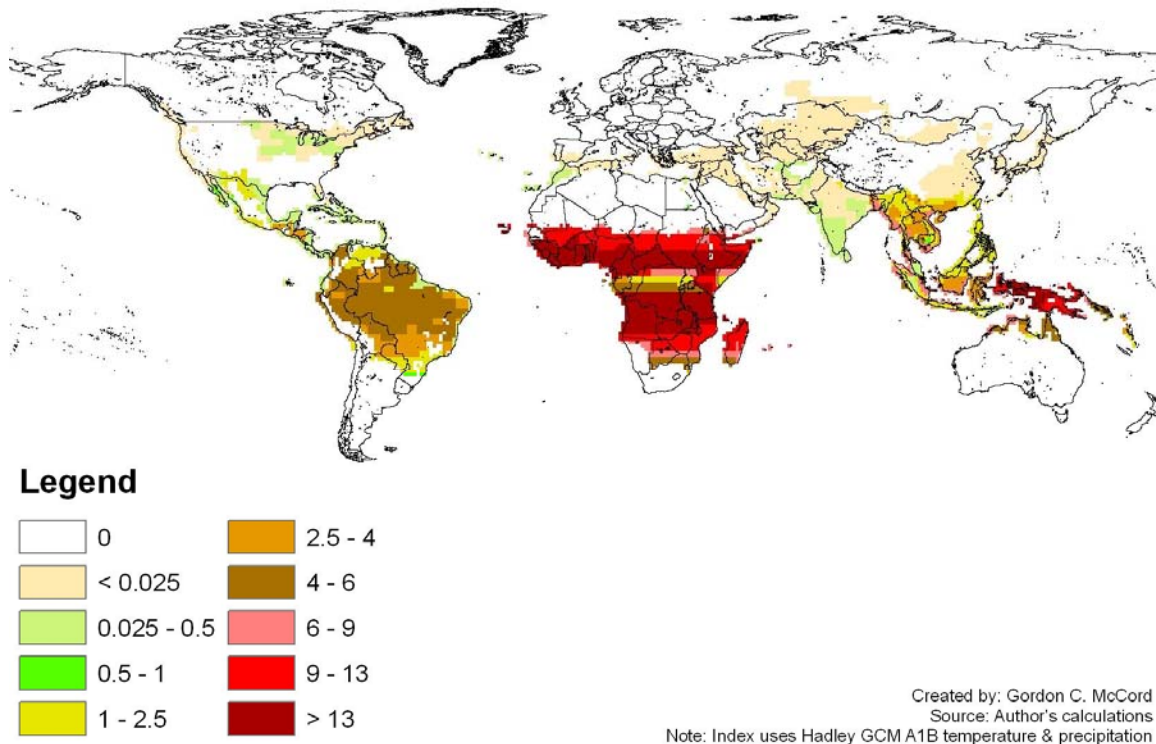 Legend
0
< 0.025
0.025 - 0.5
0.5 - 1
1 - 2.5
2.5 - 4
4 - 6
6 - 9
9 - 13
> 13
Created by: Gordon C. McCord
Source: Author's calculations
Note: Index uses Hadley GCM A1B temperature & precipitation